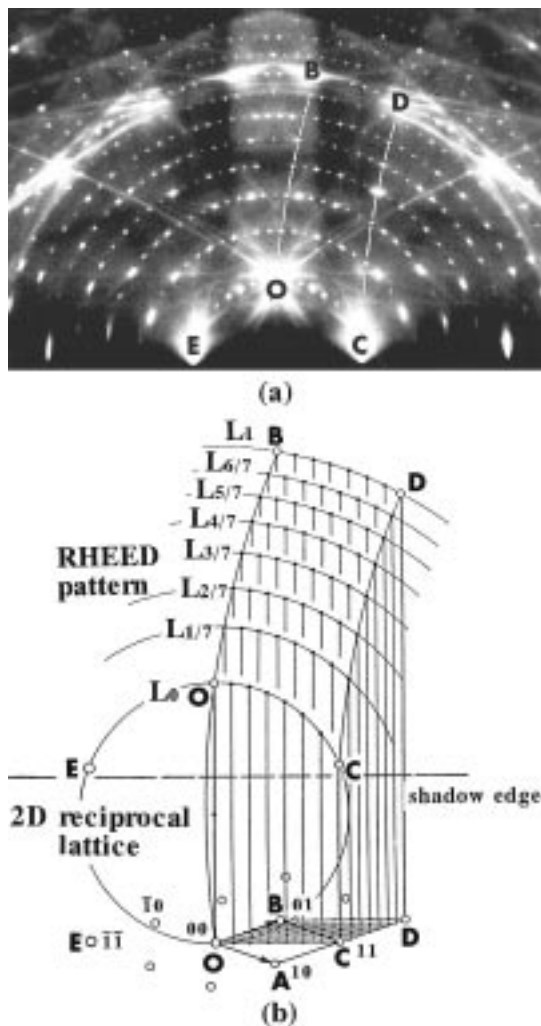 B
D
O
E
C
(a)
L1
B
L6/7
D
L5/7
L4/7
RHEED
pattern
L3/7
L2/7
L1/7
L0
O
E
C
shadow edge
2D reciprocal
lattice
B 01
1̄0
00
D
E 1̄1̄
O
C 11
A 10
(b)